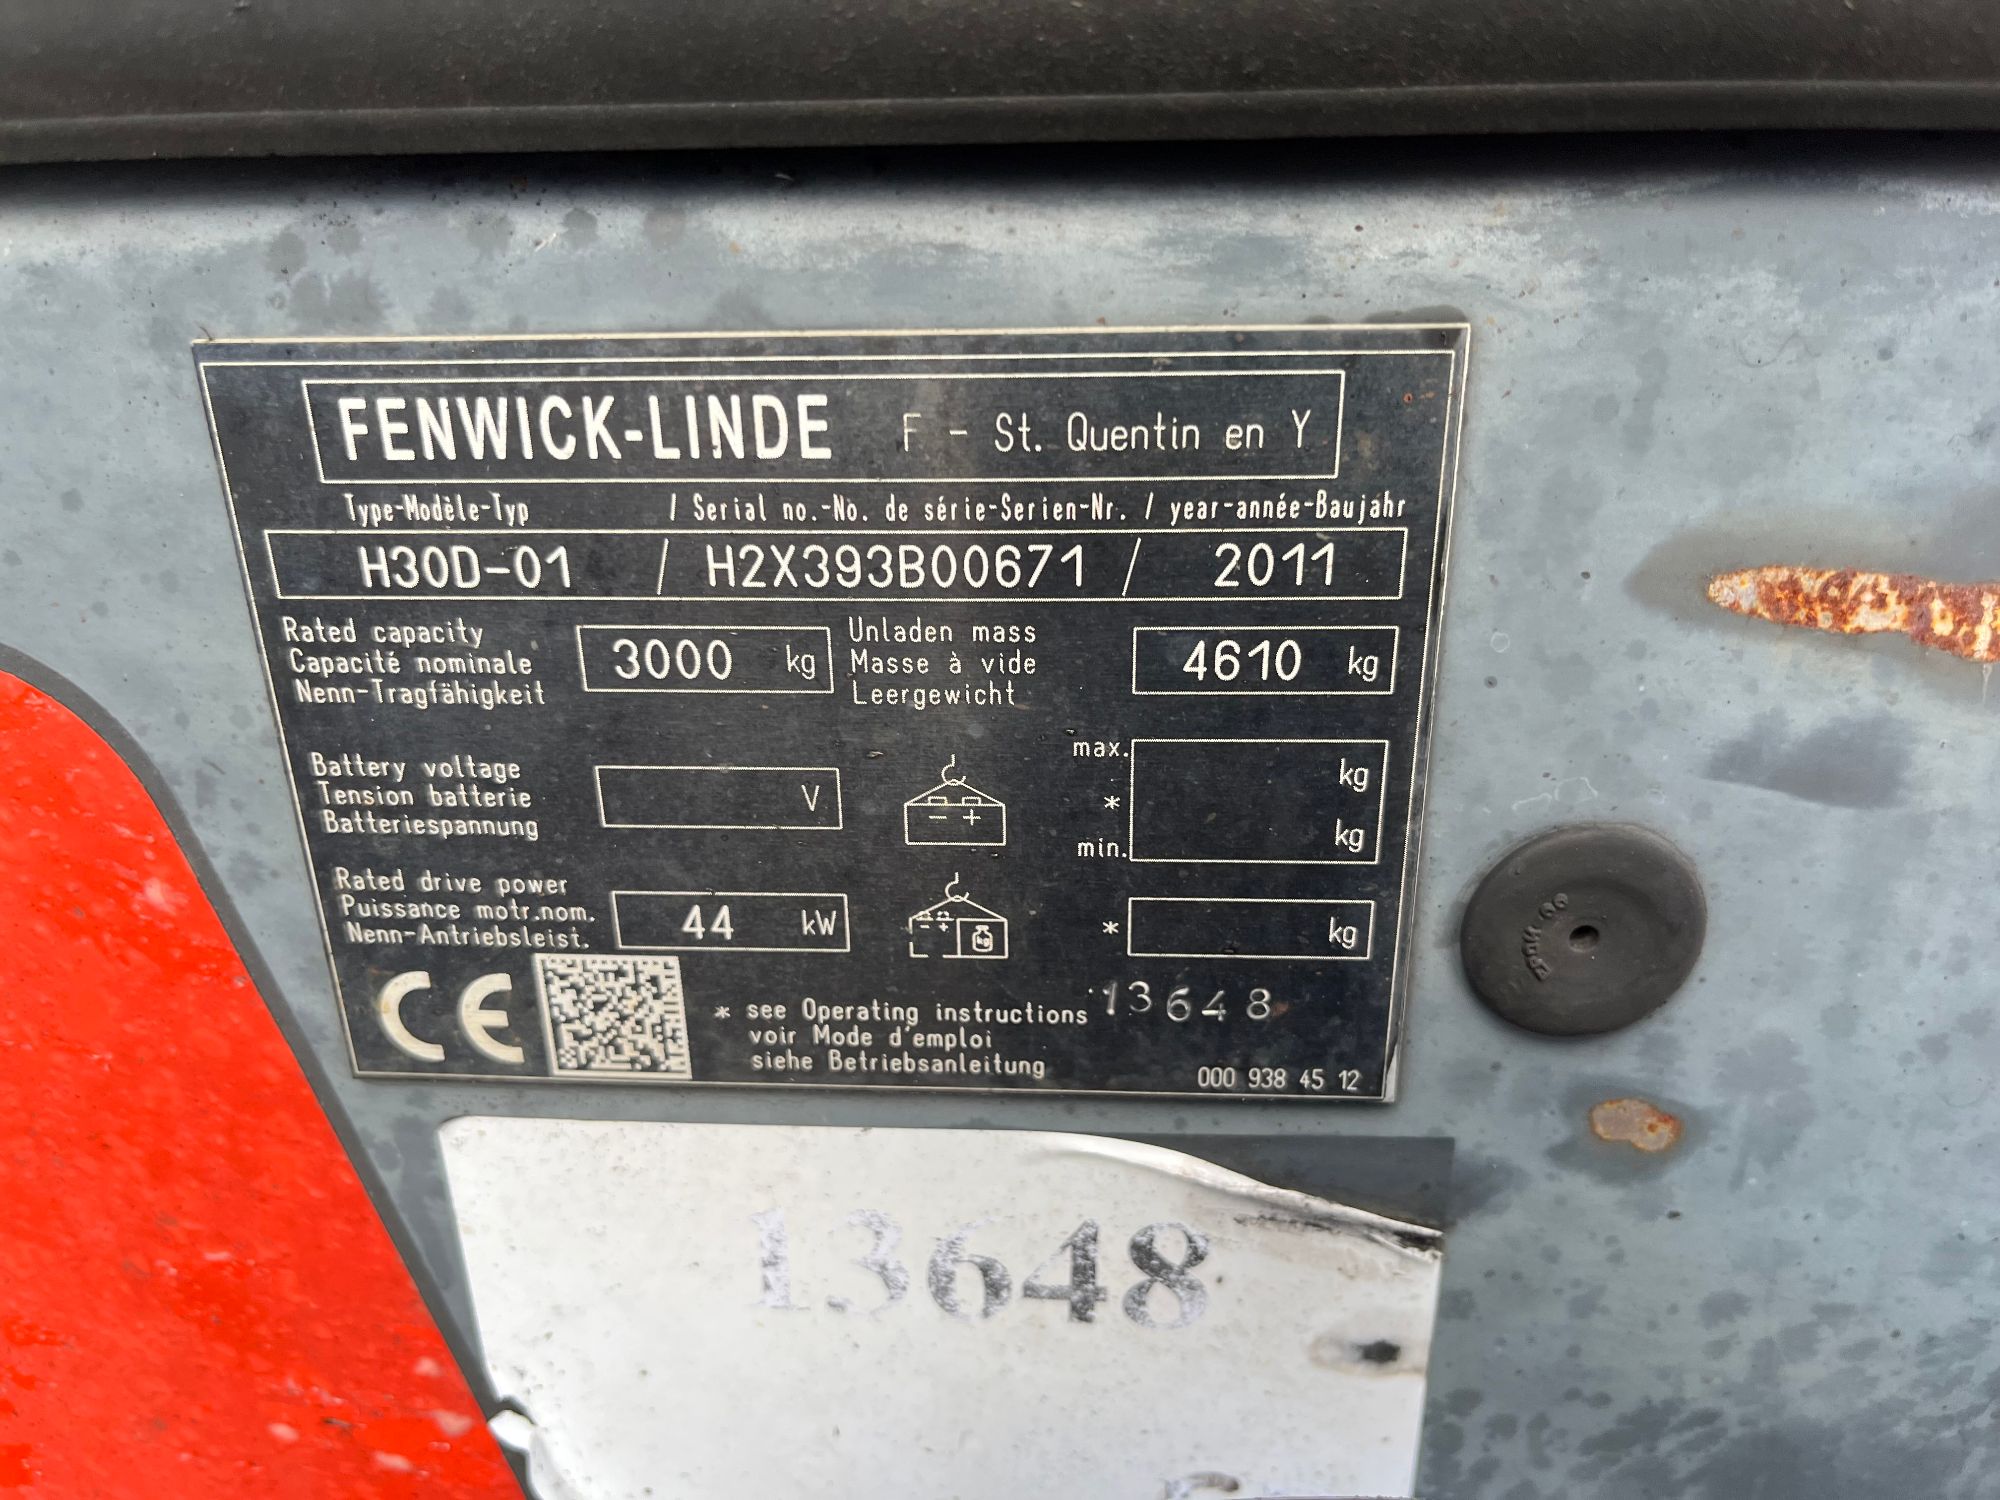 FENWICK-LINDE F - St. Quentin en Y
Type-Modèle-Typ / Serial no.-No. de série-Serien-Nr. / year-année-Baujahr
H30D-01 / H2X393B00671 / 2011
Rated capacity
Capacité nominale
Nenn-Tragfähigkeit
3000 kg
Unladen mass
Masse à vide
Leergewicht
4610 kg
Battery voltage
Tension batterie
Batteriespannung
V
- +
max.
*
min.
kg
kg
Rated drive power
Puissance motr.nom.
Nenn-Antriebsleist.
44 kW
- +
kg
* kg
CE
* see Operating instructions
voir Mode d'emploi
siehe Betriebsanleitung
13648
000 938 45 12
13648